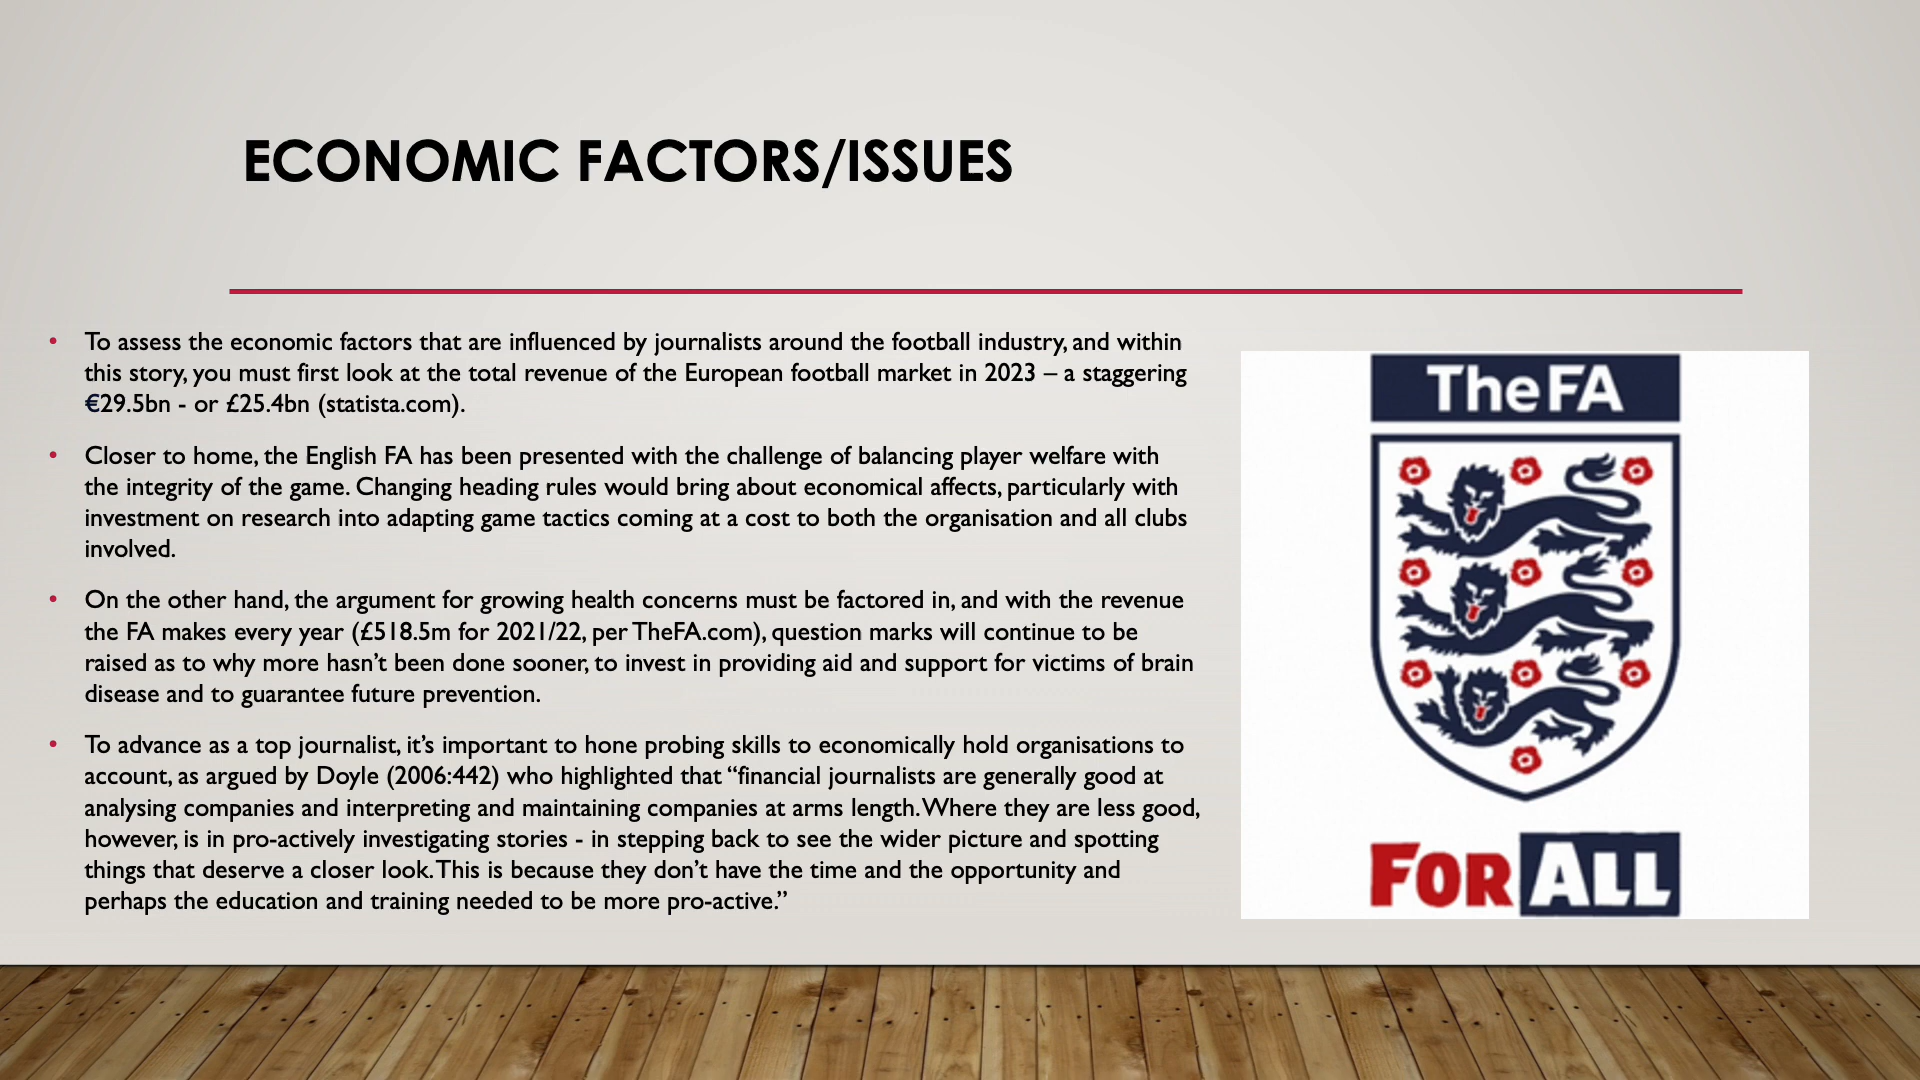 ECONOMIC FACTORS/ISSUES
• To assess the economic factors that are influenced by journalists around the football industry, and within
this story, you must first look at the total revenue of the European football market in 2023 – a staggering
€29.5bn - or £25.4bn (statista.com).
• Closer to home, the English FA has been presented with the challenge of balancing player welfare with
the integrity of the game. Changing heading rules would bring about economical affects, particularly with
investment on research into adapting game tactics coming at a cost to both the organisation and all clubs
involved.
• On the other hand, the argument for growing health concerns must be factored in, and with the revenue
the FA makes every year (£518.5m for 2021/22, per TheFA.com), question marks will continue to be
raised as to why more hasn’t been done sooner, to invest in providing aid and support for victims of brain
disease and to guarantee future prevention.
• To advance as a top journalist, it’s important to hone probing skills to economically hold organisations to
account, as argued by Doyle (2006:442) who highlighted that “financial journalists are generally good at
analysing companies and interpreting and maintaining companies at arms length. Where they are less good,
however, is in pro-actively investigating stories - in stepping back to see the wider picture and spotting
things that deserve a closer look. This is because they don’t have the time and the opportunity and
perhaps the education and training needed to be more pro-active.”
The FA
FOR ALL